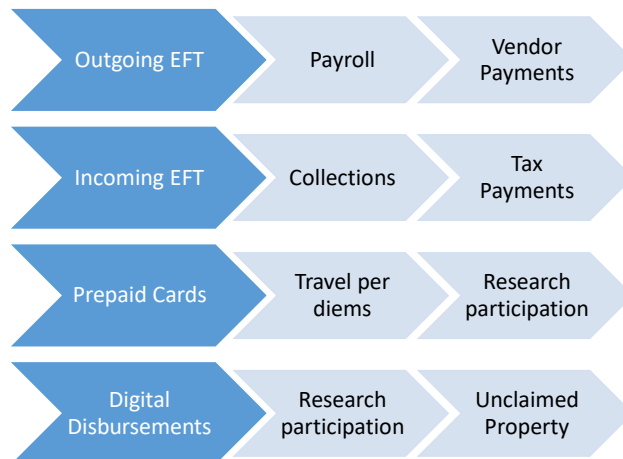 Outgoing EFT
Payroll
Vendor
Payments
Incoming EFT
Collections
Tax
Payments
Prepaid Cards
Travel per
diems
Research
participation
Digital
Disbursements
Research
participation
Unclaimed
Property